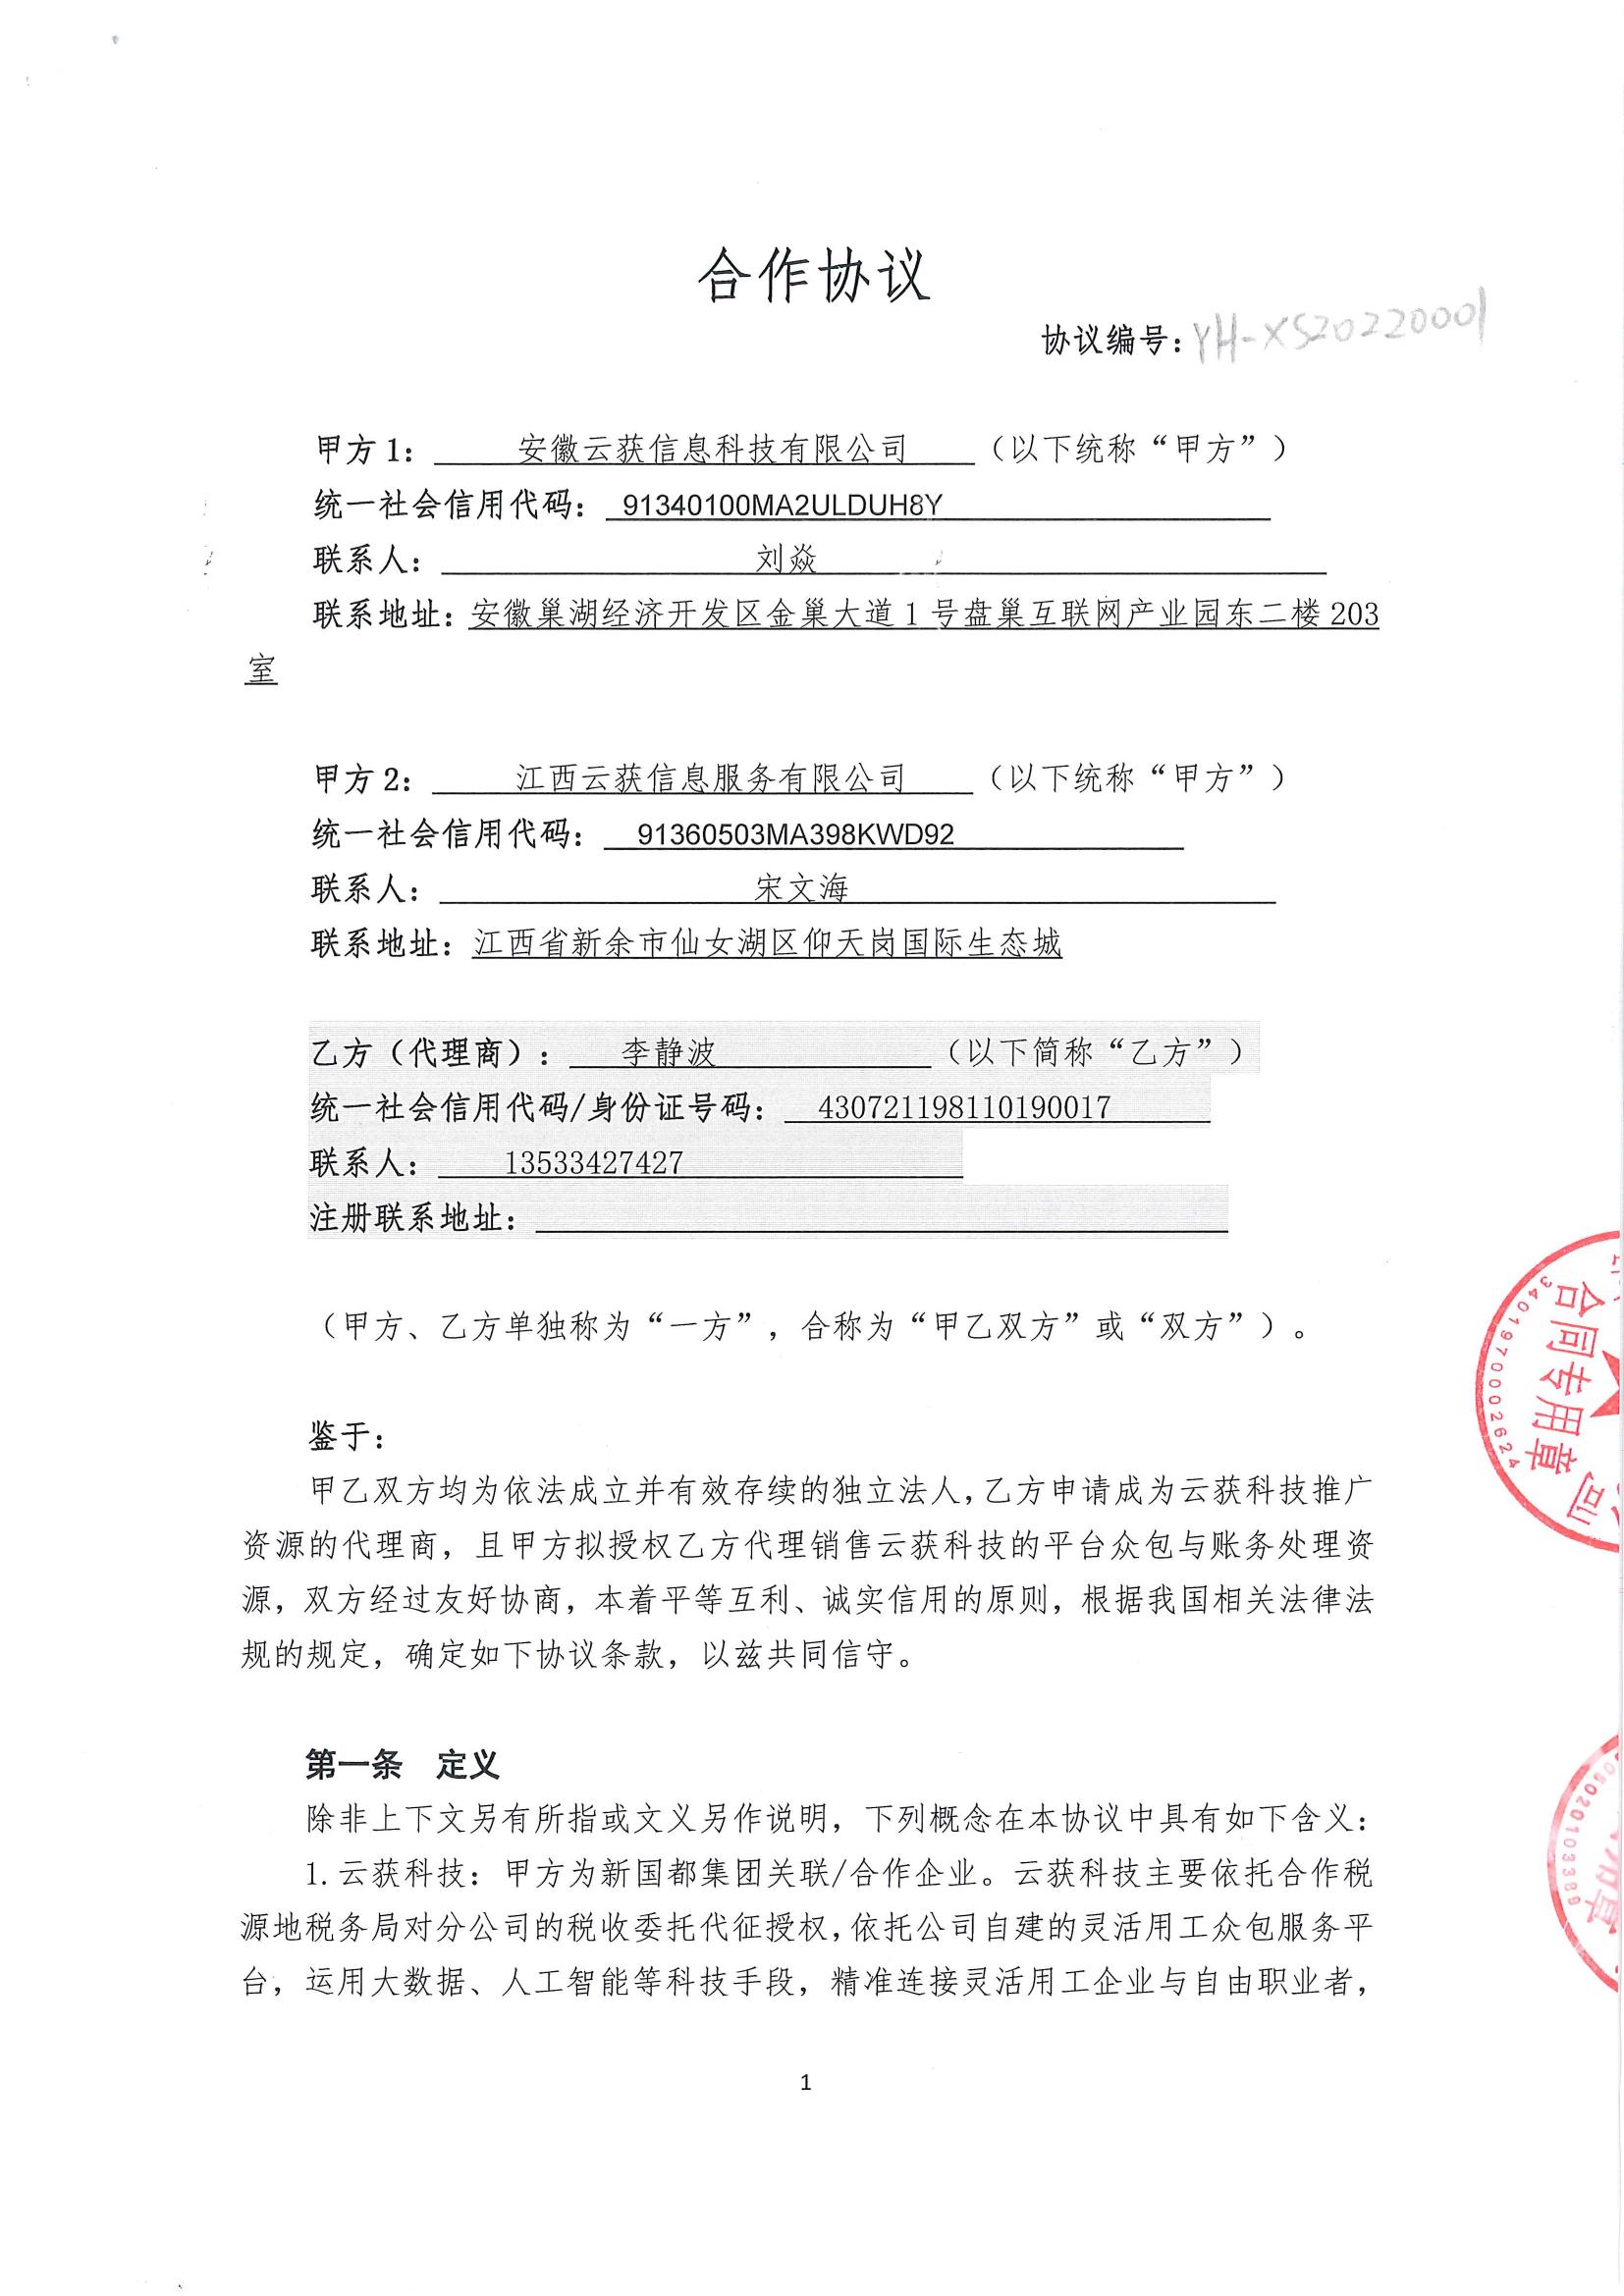 合作协议
协议编号：YH-XS20220001
甲方1： 安徽云获信息科技有限公司 （以下统称“甲方”）
统一社会信用代码： 91340100MA2ULDUH8Y
联系人： 刘焱
联系地址：安徽巢湖经济开发区金巢大道1号盘巢互联网产业园东二楼203
室
甲方2： 江西云获信息服务有限公司 （以下统称“甲方”）
统一社会信用代码： 91360503MA398KWD92
联系人： 宋文海
联系地址：江西省新余市仙女湖区仰天岗国际生态城
乙方（代理商）： 李静波 （以下简称“乙方”）
统一社会信用代码/身份证号码： 430721198110190017
联系人： 13533427427
注册联系地址：
（甲方、乙方单独称为“一方”，合称为“甲乙双方”或“双方”）。
鉴于：
甲乙双方均为依法成立并有效存续的独立法人，乙方申请成为云获科技推广
资源的代理商，且甲方拟授权乙方代理销售云获科技的平台众包与账务处理资
源，双方经过友好协商，本着平等互利、诚实信用的原则，根据我国相关法律法
规的规定，确定如下协议条款，以兹共同信守。
第一条 定义
除非上下文另有所指或文义另作说明，下列概念在本协议中具有如下含义：
1.云获科技：甲方为新国都集团关联/合作企业。云获科技主要依托合作税
源地税务局对分公司的税收委托代征授权，依托公司自建的灵活用工众包服务平
台，运用大数据、人工智能等科技手段，精准连接灵活用工企业与自由职业者，
1
合同专用章
司
3401970002624
用章